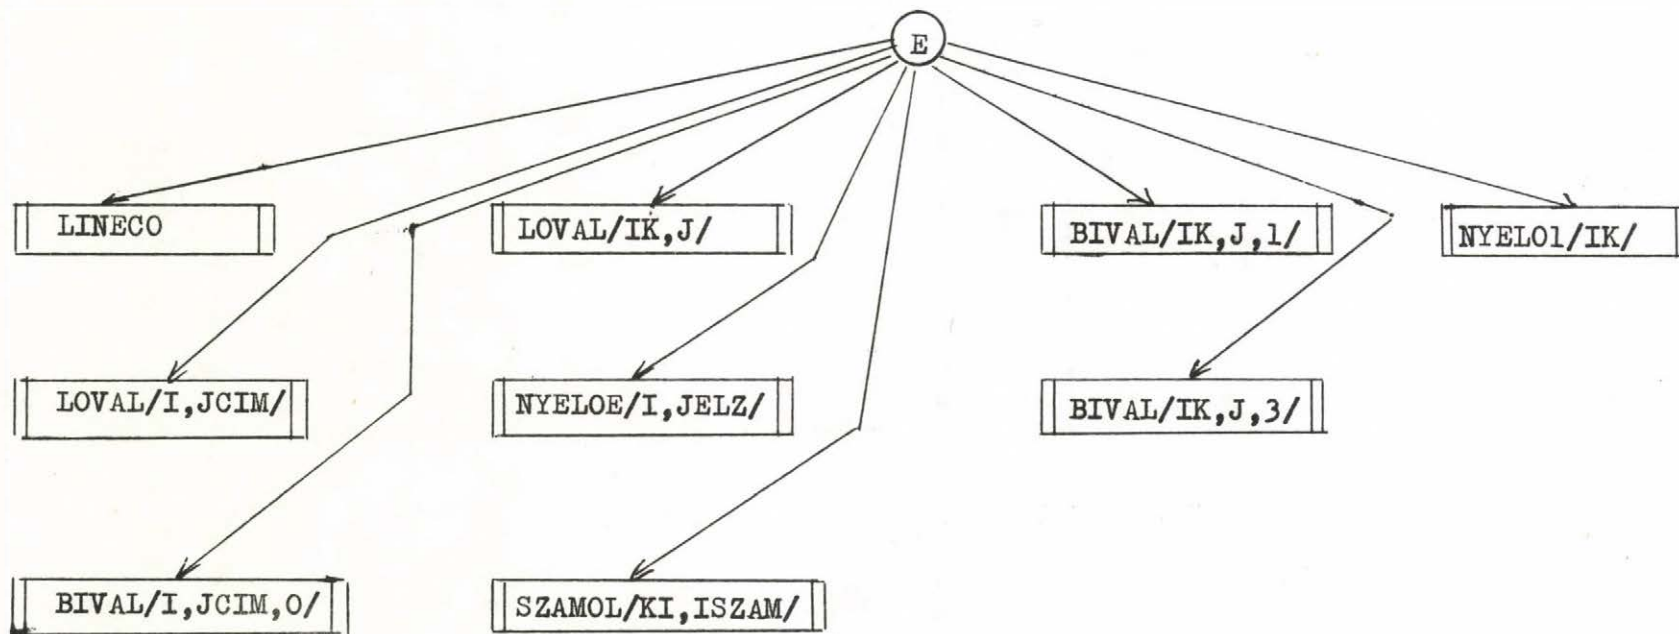 E
LINECO
LOVAL/IK,J/
BIVAL/IK,J,1/
NYELO1/IK/
LOVAL/I,JCIM/
NYELOE/I,JELZ/
BIVAL/IK,J,3/
BIVAL/I,JCIM,0/
SZAMOL/KI,ISZAM/